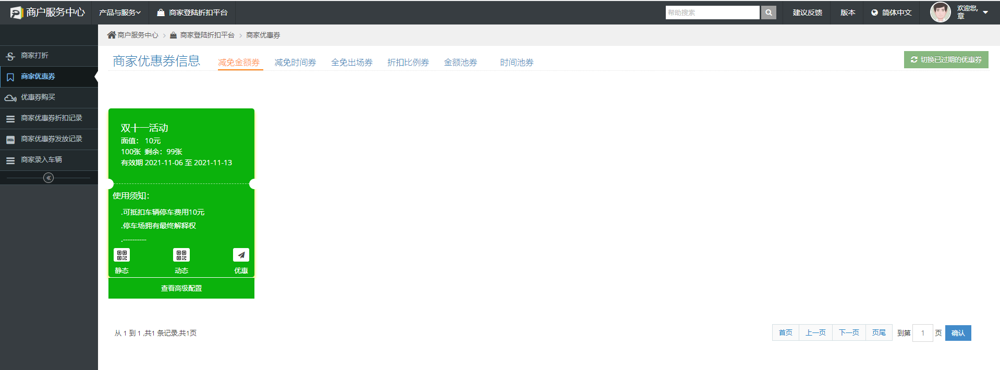 商户服务中心
产品与服务
商家登陆折扣平台
帮助搜索
建议反馈
版本
简体中文
欢迎您,
章
商户服务中心
商家登陆折扣平台
商家优惠券
商家打折
商家优惠券
优惠券购买
商家优惠券折扣记录
商家优惠券发放记录
商家录入车辆
商家优惠券信息
减免金额券
减免时间券
全免出场券
折扣比例券
金额池券
时间池券
切换已过期的优惠券
双十一活动
面值： 10元
100张 剩余：99张
有效期 2021-11-06 至 2021-11-13
使用须知：
.可抵扣车辆停车费用10元
.停车场拥有最终解释权
.----------
静态
动态
优惠
查看高级配置
从 1 到 1 ,共1 条记录,共1页
首页
上一页
下一页
页尾
到第
1
页
确认